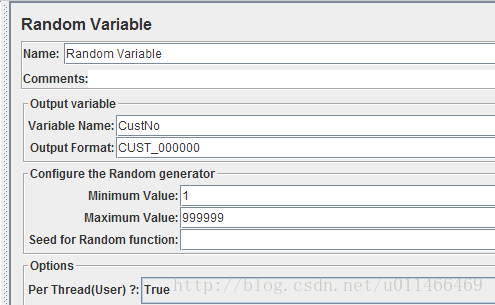 Random Variable
Name: Random Variable
Comments:
Output variable
Variable Name: CustNo
Output Format: CUST_000000
Configure the Random generator
Minimum Value: 1
Maximum Value: 999999
Seed for Random function:
Options
Per Thread(User) ?: True
http://blog.csdn.net/u011466469